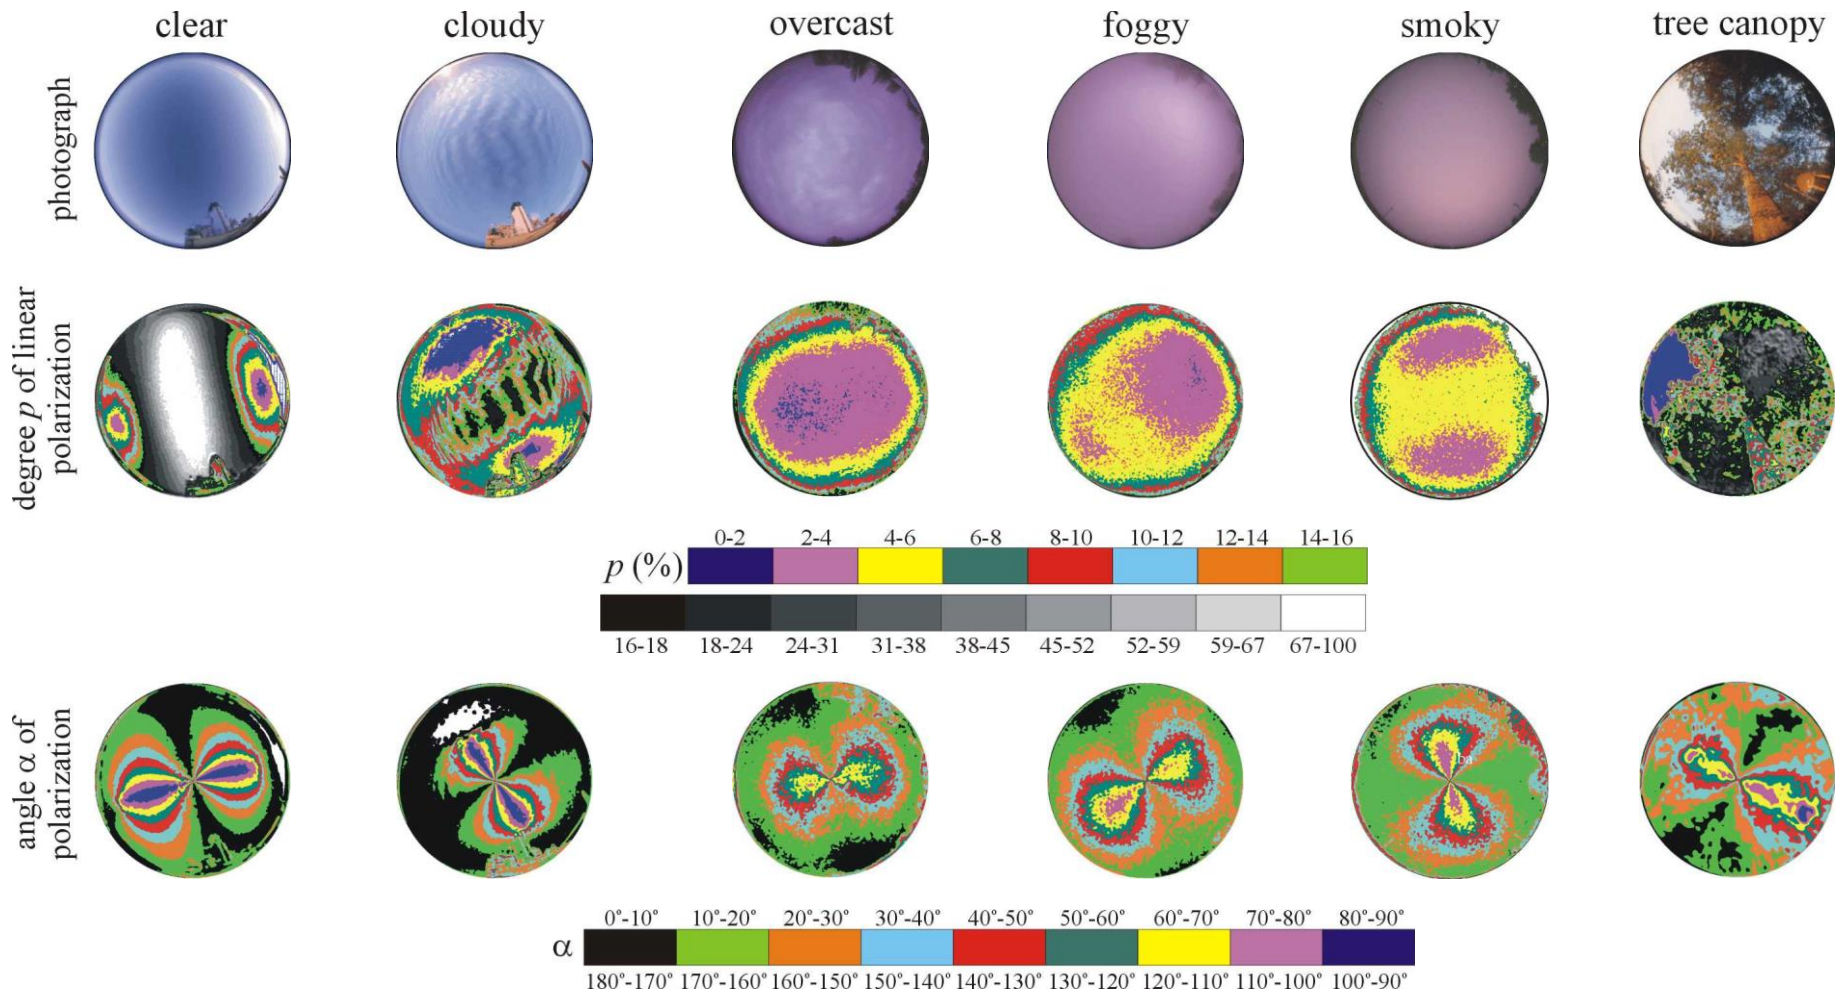 clear cloudy overcast foggy smoky tree canopy
photograph
degree p of linear
polarization
0-2 2-4 4-6 6-8 8-10 10-12 12-14 14-16
p (%)
16-18 18-24 24-31 31-38 38-45 45-52 52-59 59-67 67-100
angle α of
polarization
ba
0°-10° 10°-20° 20°-30° 30°-40° 40°-50° 50°-60° 60°-70° 70°-80° 80°-90°
α
180°-170° 170°-160° 160°-150° 150°-140° 140°-130° 130°-120° 120°-110° 110°-100° 100°-90°